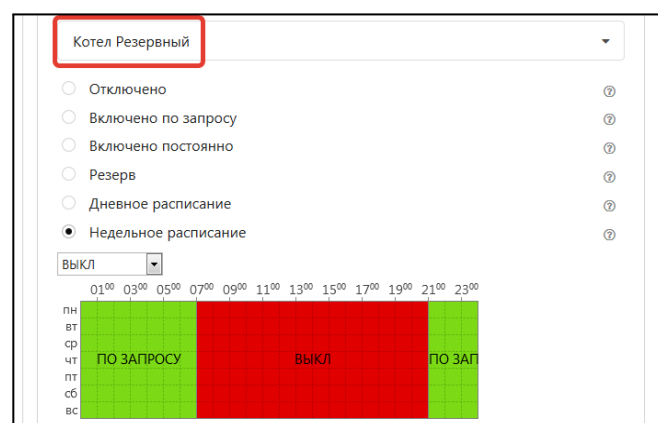 Котел Резервный
Отключено
Включено по запросу
Включено постоянно
Резерв
Дневное расписание
Недельное расписание
ВЫКЛ
01⁰⁰ 03⁰⁰ 05⁰⁰ 07⁰⁰ 09⁰⁰ 11⁰⁰ 13⁰⁰ 15⁰⁰ 17⁰⁰ 19⁰⁰ 21⁰⁰ 23⁰⁰
пн
вт
ср
чт ПО ЗАПРОСУ ВЫКЛ ПО ЗАП
пт
сб
вс